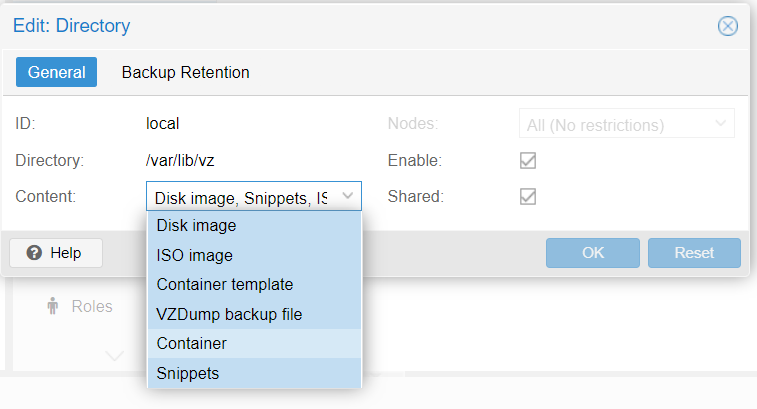 Edit: Directory
General Backup Retention
ID: local Nodes: All (No restrictions)
Directory: /var/lib/vz Enable:
Content: Disk image, Snippets, IS Shared:
Disk image
ISO image
Container template
VZDump backup file
Container
Snippets
Help OK Reset
Roles